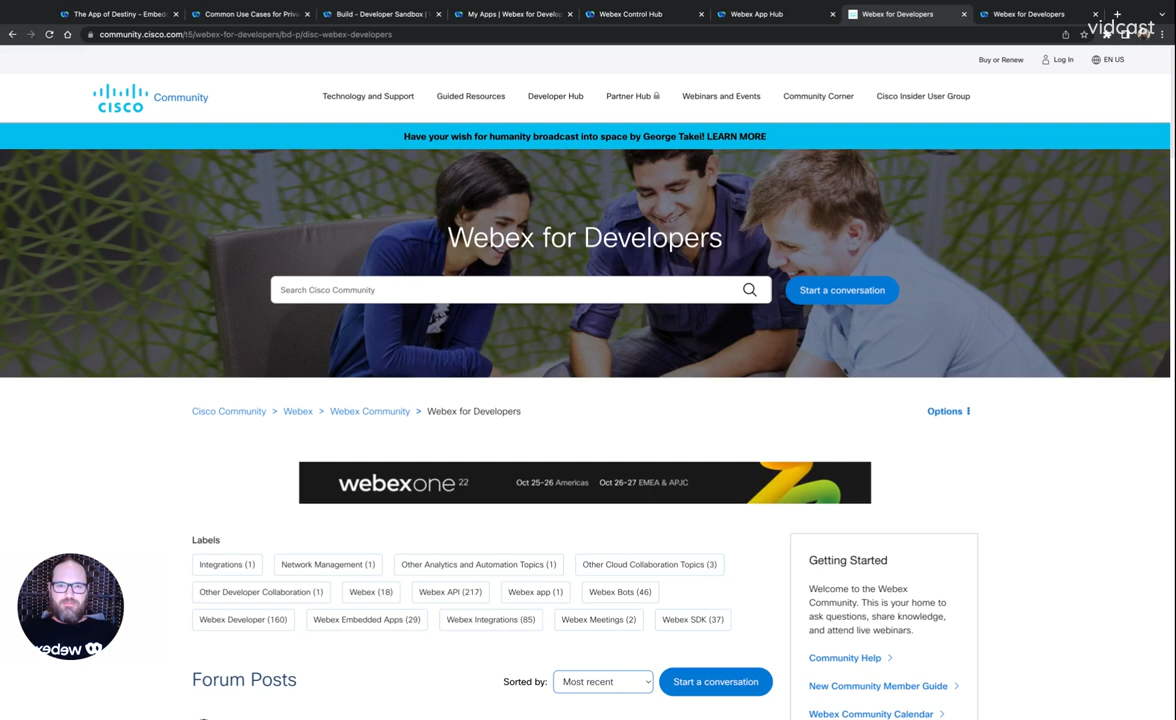 The App of Destiny – Embed
Common Use Cases for Priva
Build – Developer Sandbox |
My Apps | Webex for Develop
Webex Control Hub
Webex App Hub
Webex for Developers
Webex for Developers
vidcast
community.cisco.com/t5/webex-for-developers/bd-p/disc-webex-developers
Buy or Renew
Log In
EN US
CISCO
Community
Technology and Support
Guided Resources
Developer Hub
Partner Hub
Webinars and Events
Community Corner
Cisco Insider User Group
Have your wish for humanity broadcast into space by George Takei! LEARN MORE
Webex for Developers
Search Cisco Community
Start a conversation
Cisco Community > Webex > Webex Community > Webex for Developers
Options
webexone 22
Oct 25-26 Americas Oct 26-27 EMEA & APJC
Labels
Integrations (1)
Network Management (1)
Other Analytics and Automation Topics (1)
Other Cloud Collaboration Topics (3)
Other Developer Collaboration (1)
Webex (18)
Webex API (217)
Webex app (1)
Webex Bots (46)
Webex Developer (160)
Webex Embedded Apps (29)
Webex Integrations (85)
Webex Meetings (2)
Webex SDK (37)
Getting Started
Welcome to the Webex
Community. This is your home to
ask questions, share knowledge,
and attend live webinars.
Community Help
New Community Member Guide
Webex Community Calendar
webex
Forum Posts
Sorted by:
Most recent
Start a conversation